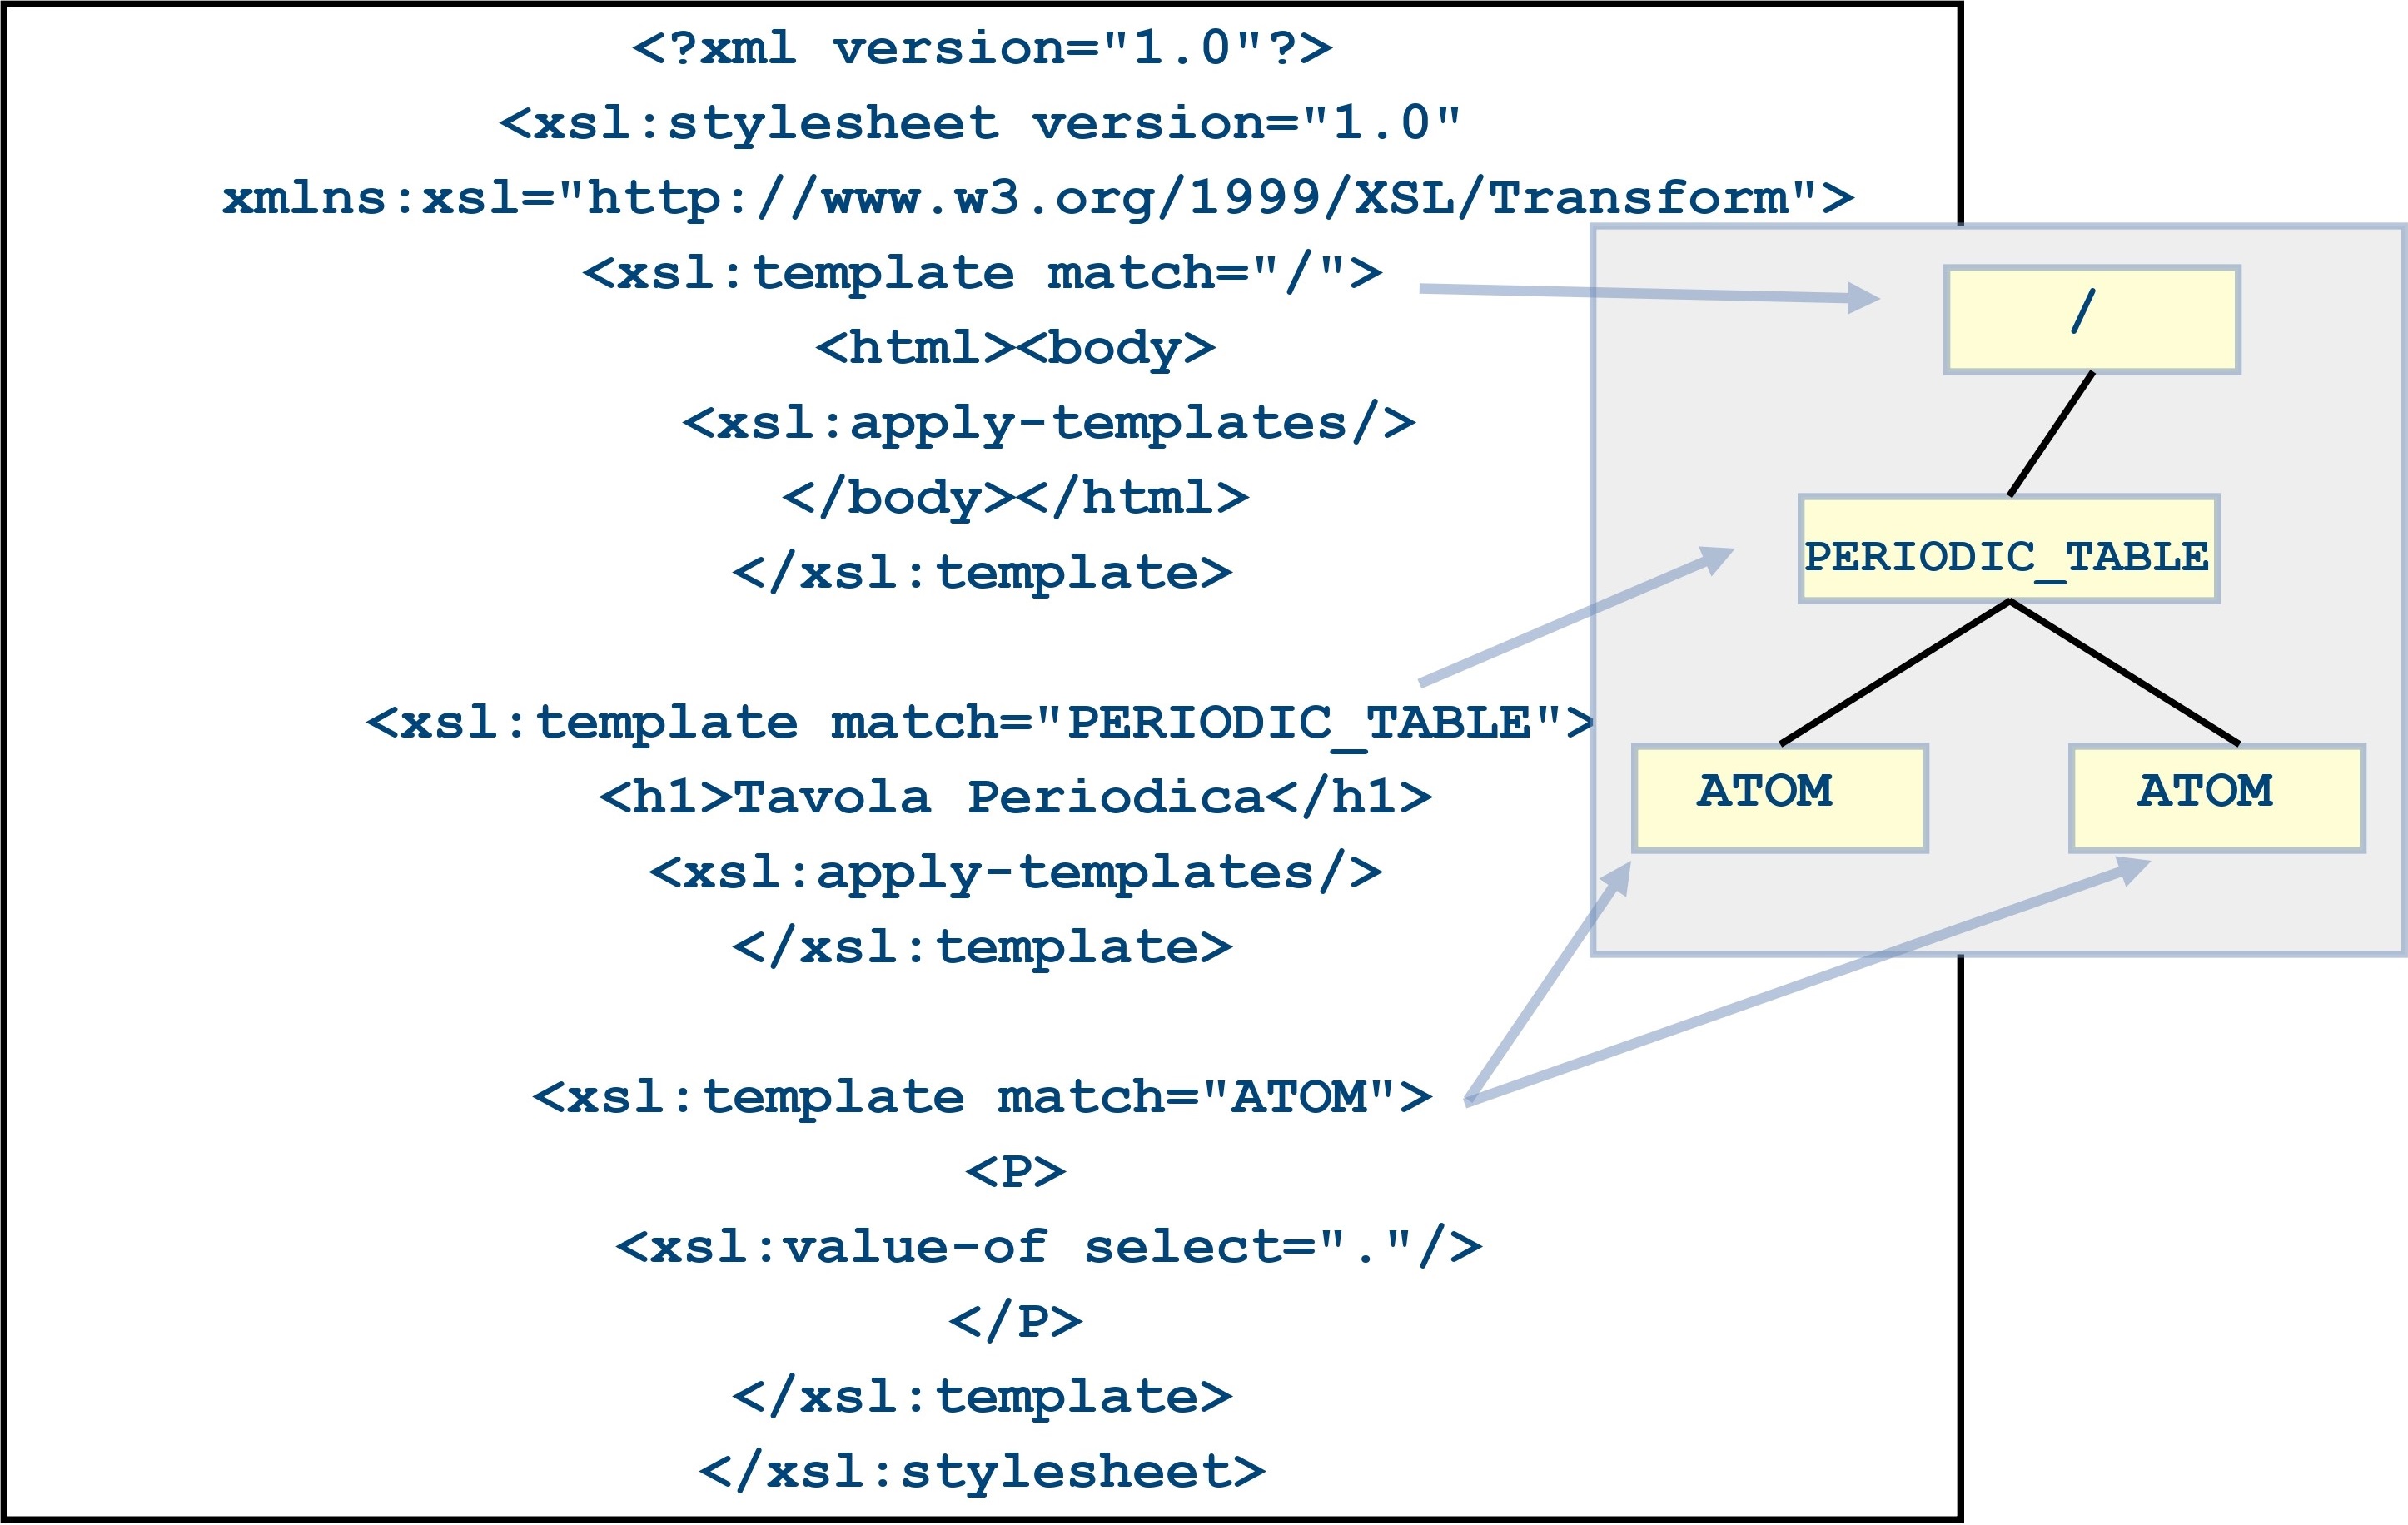 <?xml version="1.0"?>
<xsl:stylesheet version="1.0"
xmlns:xsl="http://www.w3.org/1999/XSL/Transform">
<xsl:template match="/">
<html><body>
<xsl:apply-templates/>
</body></html>
</xsl:template>
<xsl:template match="PERIODIC_TABLE">
<h1>Tavola Periodica</h1>
<xsl:apply-templates/>
</xsl:template>
<xsl:template match="ATOM">
<P>
<xsl:value-of select="."/>
</P>
</xsl:template>
</xsl:stylesheet>
/
PERIODIC_TABLE
ATOM
ATOM